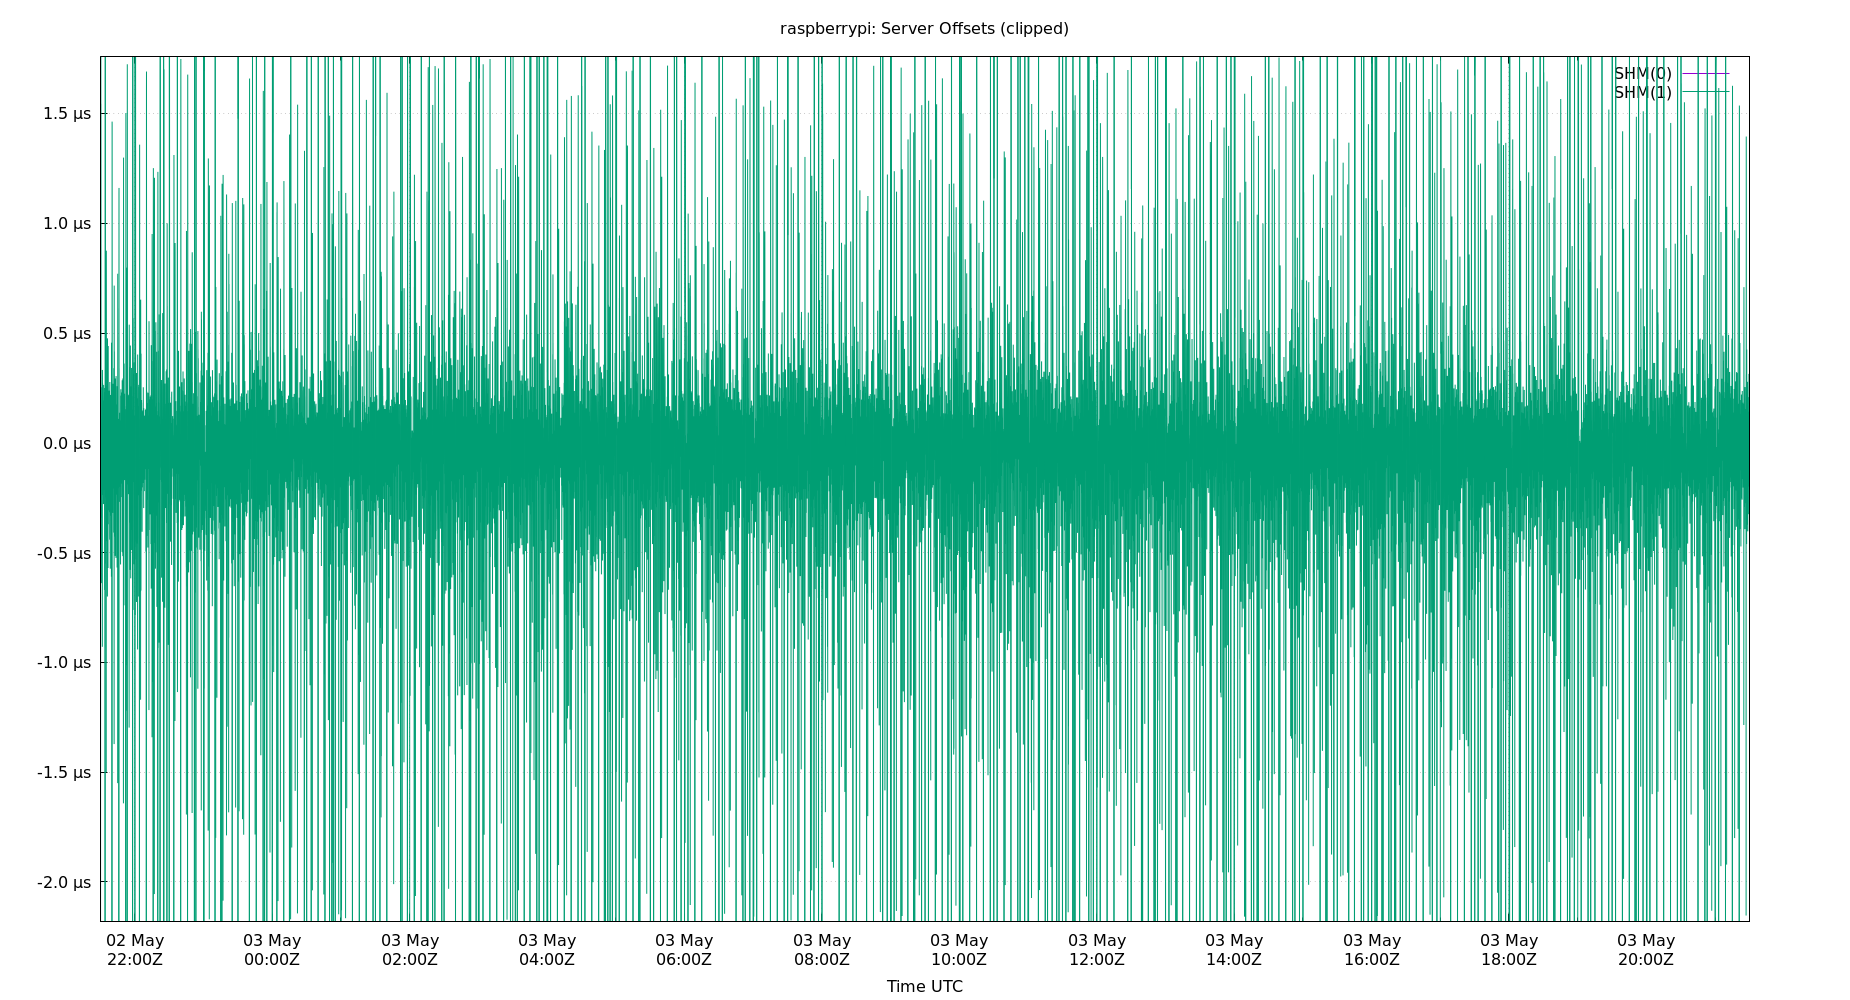 raspberrypi: Server Offsets (clipped)
SHM(0)
SHM(1)
1.5 µs
1.0 µs
0.5 µs
0.0 µs
-0.5 µs
-1.0 µs
-1.5 µs
-2.0 µs
02 May 03 May 03 May 03 May 03 May 03 May 03 May 03 May 03 May 03 May 03 May 03 May
22:00Z 00:00Z 02:00Z 04:00Z 06:00Z 08:00Z 10:00Z 12:00Z 14:00Z 16:00Z 18:00Z 20:00Z
Time UTC